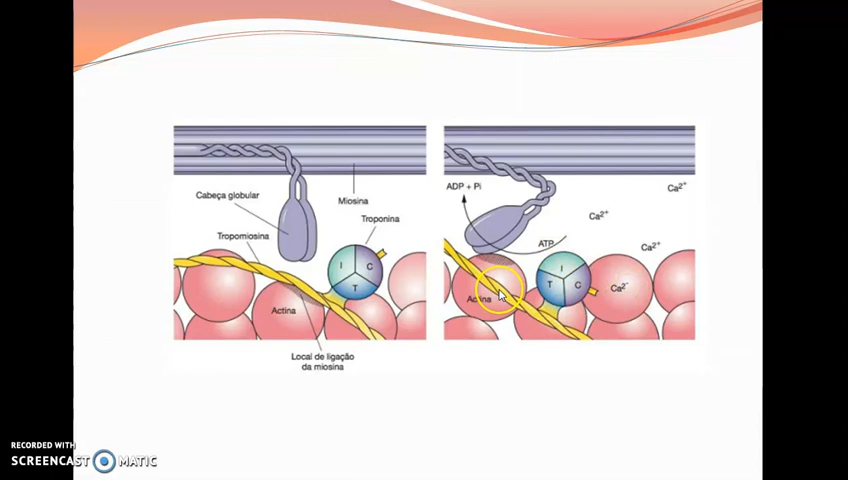 Cabeça globular
Miosina
Troponina
Tropomiosina
I
C
T
Actina
Local de ligação
da miosina
ADP + Pi
Ca2+
Ca2+
ATP
Ca2+
I
T
C
Ca2+
Actina
RECORDED WITH
SCREENCAST MATIC